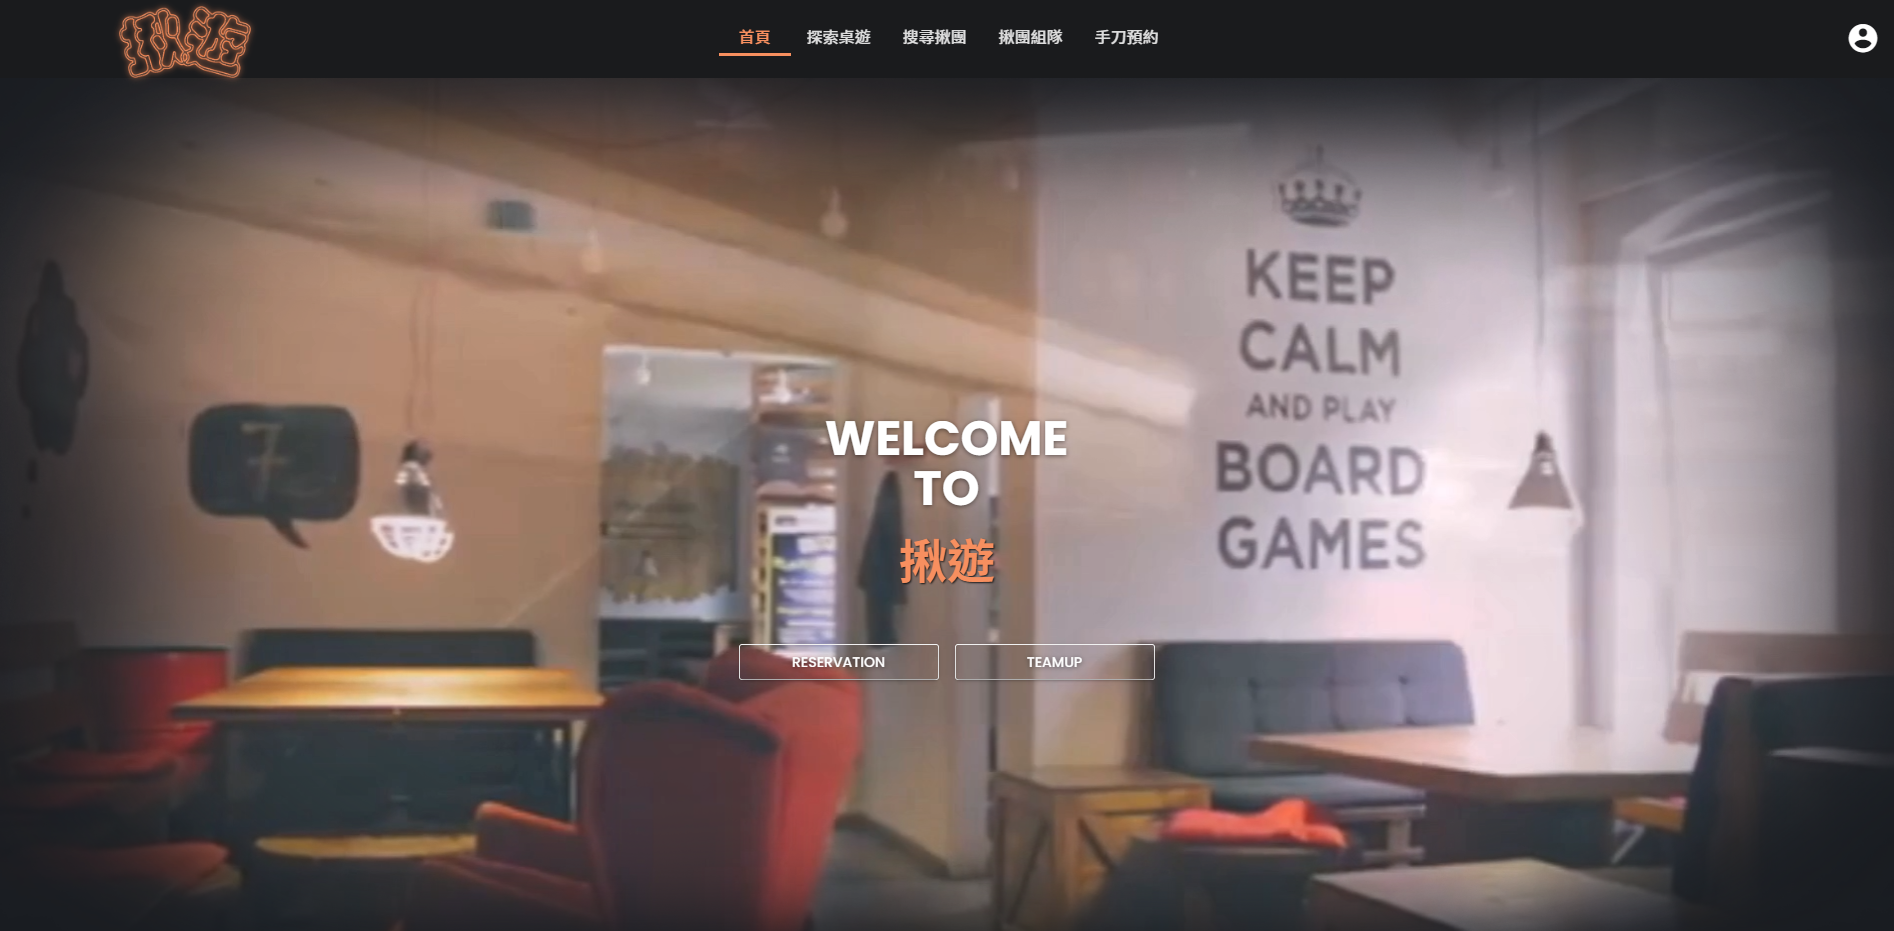 揪遊
首頁
探索桌遊
搜尋揪團
揪團組隊
手刀預約
KEEP
CALM
AND PLAY
BOARD
GAMES
7
WELCOME
TO
揪遊
RESERVATION
TEAMUP